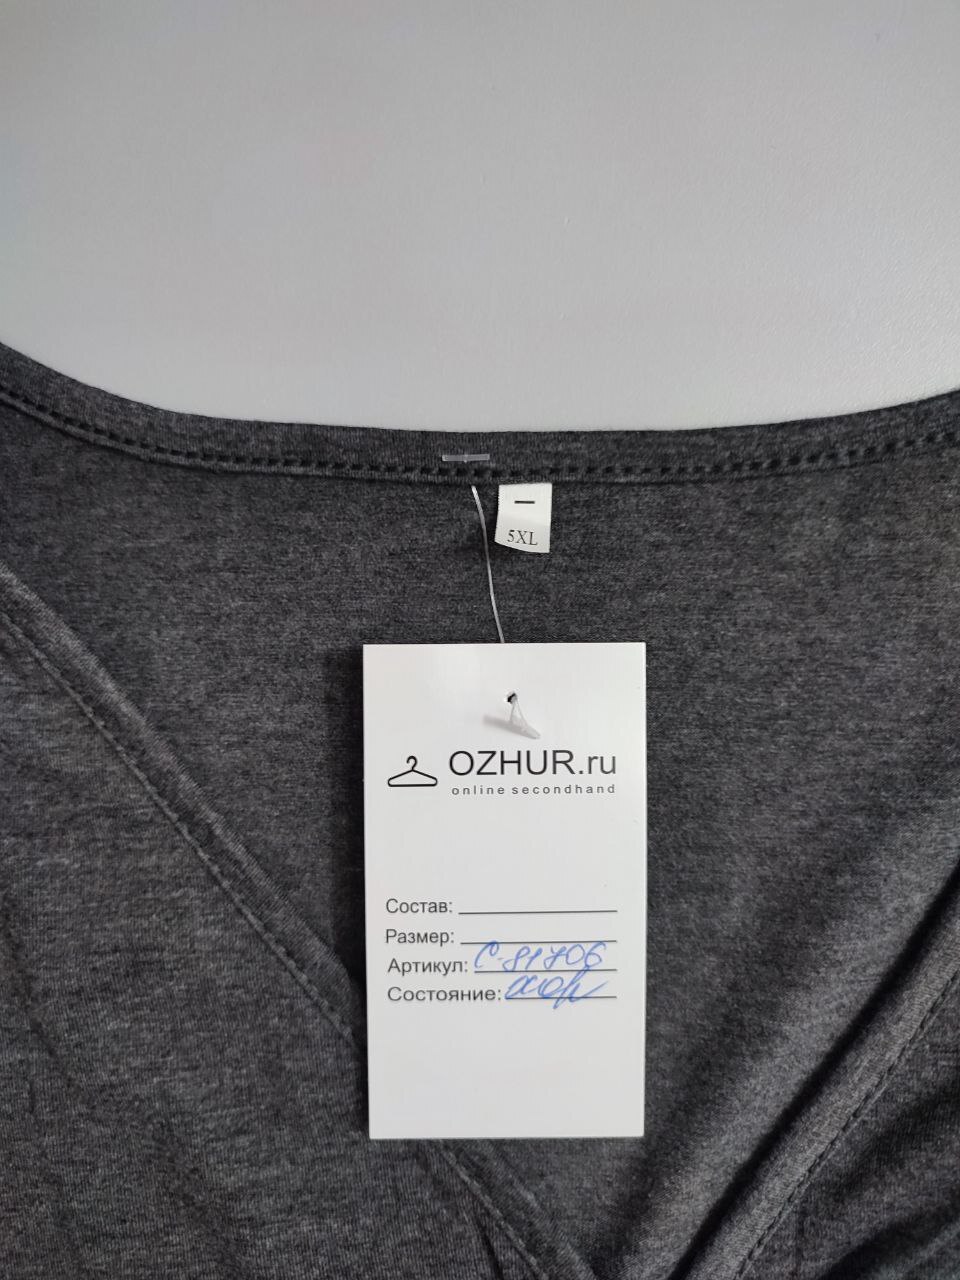 5XL
OZHUR.ru
online secondhand
Состав:
Размер:
Артикул: С-81706
Состояние: хор